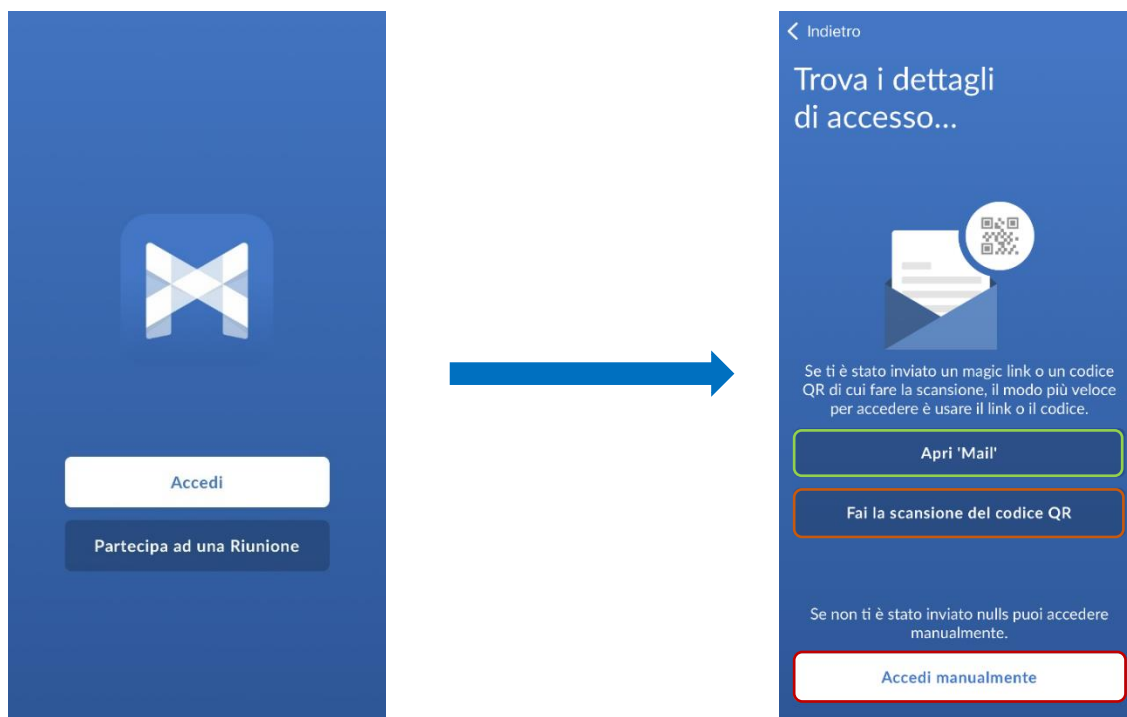 Accedi
Partecipa ad una Riunione
Indietro
Trova i dettagli
di accesso...
Se ti è stato inviato un magic link o un codice
QR di cui fare la scansione, il modo più veloce
per accedere è usare il link o il codice.
Apri 'Mail'
Fai la scansione del codice QR
Se non ti è stato inviato nulls puoi accedere
manualmente.
Accedi manualmente